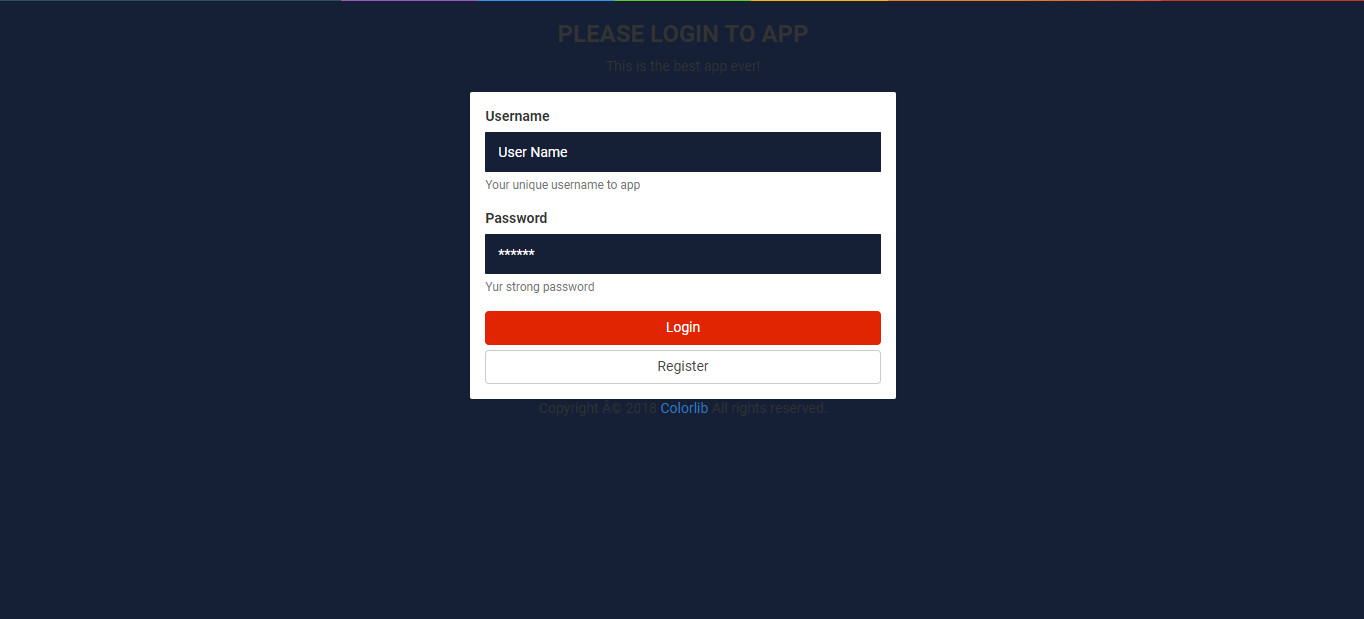 PLEASE LOGIN TO APP
This is the best app ever!
Username
User Name
Your unique username to app
Password
******
Yur strong password
Login
Register
Copyright Â© 2018 Colorlib All rights reserved.